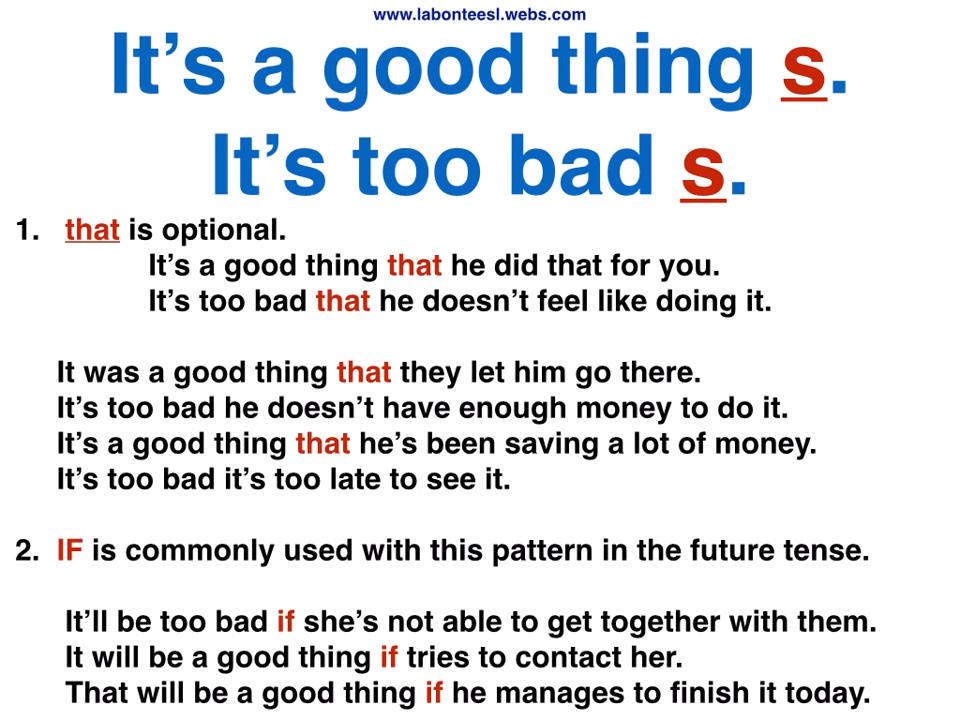 www.labonteesl.webs.com
It’s a good thing s.
It’s too bad s.
1. that is optional.
It’s a good thing that he did that for you.
It’s too bad that he doesn’t feel like doing it.
It was a good thing that they let him go there.
It’s too bad he doesn’t have enough money to do it.
It’s a good thing that he’s been saving a lot of money.
It’s too bad it’s too late to see it.
2. IF is commonly used with this pattern in the future tense.
It’ll be too bad if she’s not able to get together with them.
It will be a good thing if tries to contact her.
That will be a good thing if he manages to finish it today.